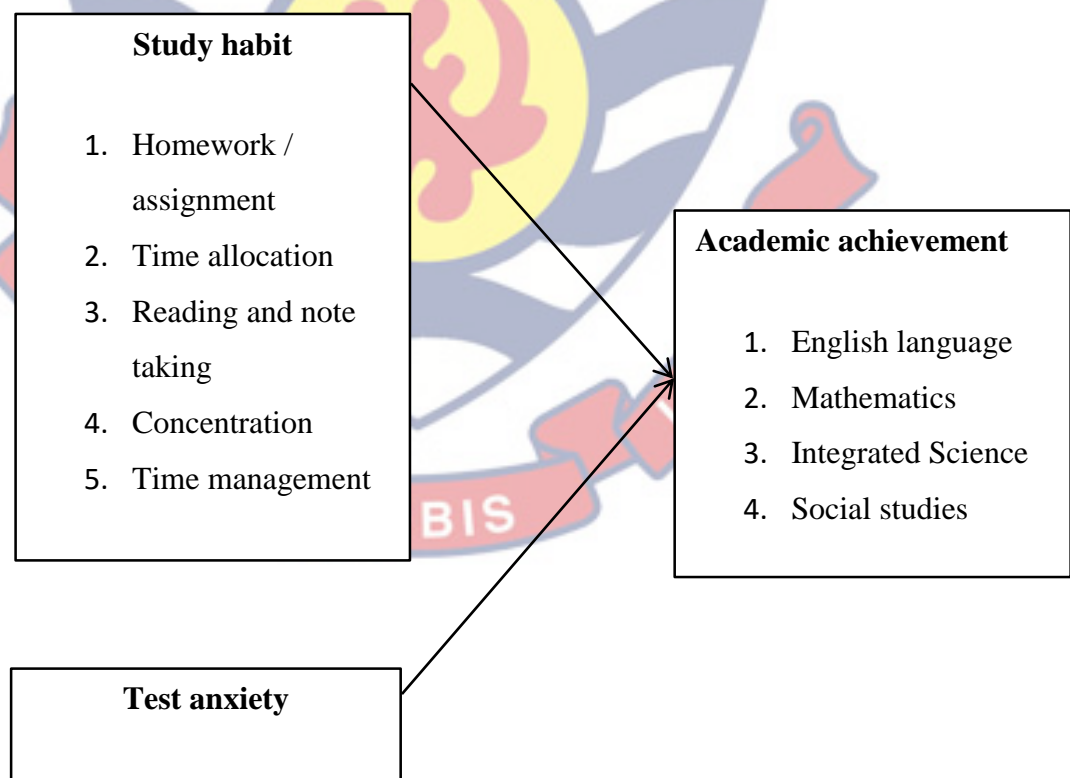 Study habit
1. Homework /
assignment
2. Time allocation
3. Reading and note
taking
4. Concentration
5. Time management
Academic achievement
1. English language
2. Mathematics
3. Integrated Science
4. Social studies
BIS
Test anxiety